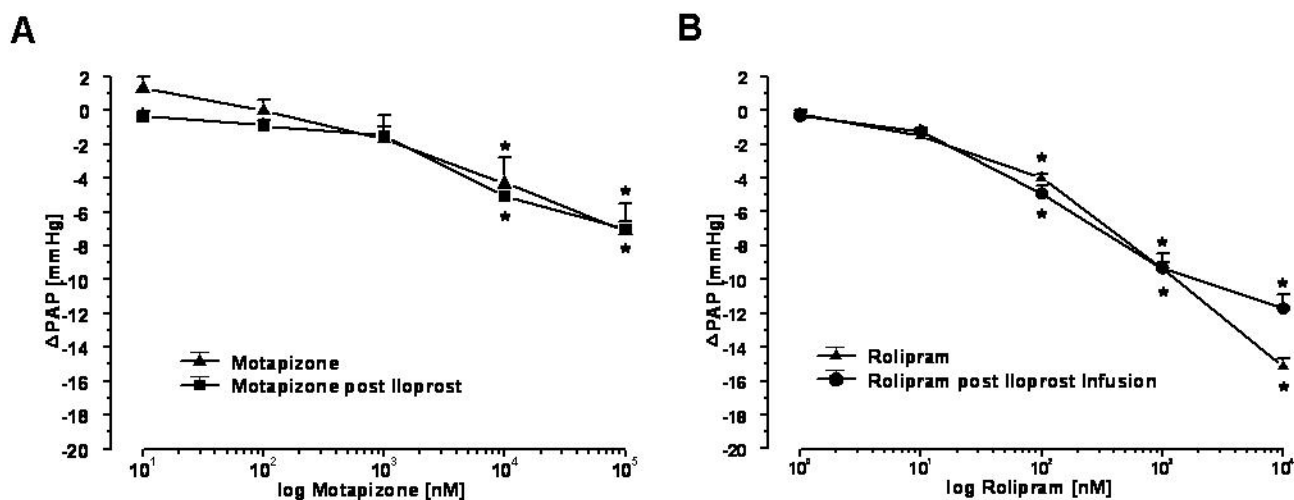 A
B
2
0
-2
-4
-6
-8
-10
-12
-14
-16
-18
-20
ΔPAP [mmHg]
* *
* *
Motapizone
Motapizone post Iloprost
10¹ 10² 10³ 10⁴ 10⁵
log Motapizone [nM]
2
0
-2
-4
-6
-8
-10
-12
-14
-16
-18
-20
ΔPAP [mmHg]
* * *
* * *
Rolipram
Rolipram post Iloprost Infusion
10⁰ 10¹ 10² 10³ 10⁴
log Rolipram [nM]